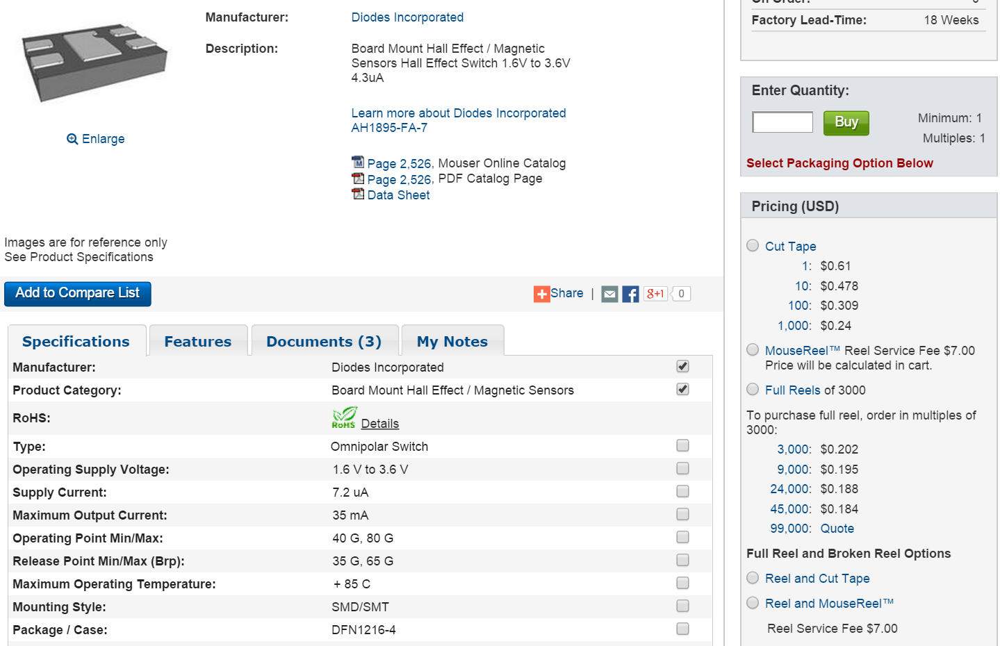 Manufacturer: Diodes Incorporated
Description: Board Mount Hall Effect / Magnetic
Sensors Hall Effect Switch 1.6V to 3.6V
4.3uA
Learn more about Diodes Incorporated
AH1895-FA-7
Enlarge
Page 2,526, Mouser Online Catalog
Page 2,526, PDF Catalog Page
Data Sheet
Images are for reference only
See Product Specifications
Add to Compare List
Share | f g+1 0
Specifications Features Documents (3) My Notes
Manufacturer: Diodes Incorporated
Product Category: Board Mount Hall Effect / Magnetic Sensors
RoHS: RoHS Details
Type: Omnipolar Switch
Operating Supply Voltage: 1.6 V to 3.6 V
Supply Current: 7.2 uA
Maximum Output Current: 35 mA
Operating Point Min/Max: 40 G, 80 G
Release Point Min/Max (Brp): 35 G, 65 G
Maximum Operating Temperature: + 85 C
Mounting Style: SMD/SMT
Package / Case: DFN1216-4
On Order:
Factory Lead-Time: 18 Weeks
Enter Quantity:
Buy
Minimum: 1
Multiples: 1
Select Packaging Option Below
Pricing (USD)
Cut Tape
1: $0.61
10: $0.478
100: $0.309
1,000: $0.24
MouseReel™ Reel Service Fee $7.00
Price will be calculated in cart.
Full Reels of 3000
To purchase full reel, order in multiples of
3000:
3,000: $0.202
9,000: $0.195
24,000: $0.188
45,000: $0.184
99,000: Quote
Full Reel and Broken Reel Options
Reel and Cut Tape
Reel and MouseReel™
Reel Service Fee $7.00